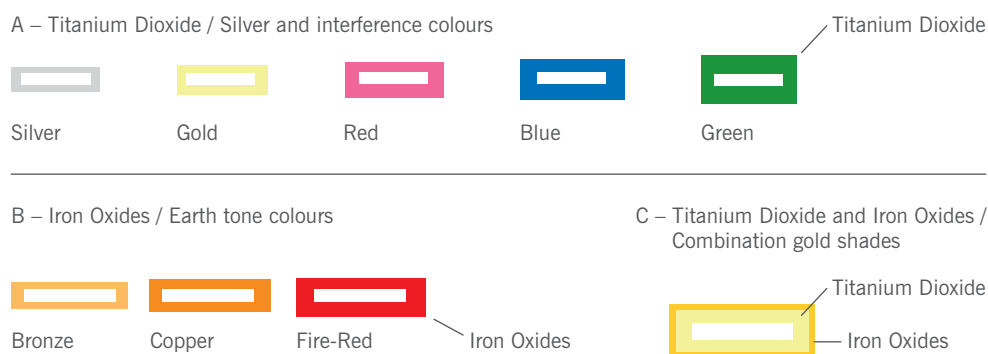 A – Titanium Dioxide / Silver and interference colours
Titanium Dioxide
Silver
Gold
Red
Blue
Green
B – Iron Oxides / Earth tone colours
Bronze
Copper
Fire-Red
Iron Oxides
C – Titanium Dioxide and Iron Oxides /
Combination gold shades
Titanium Dioxide
Iron Oxides